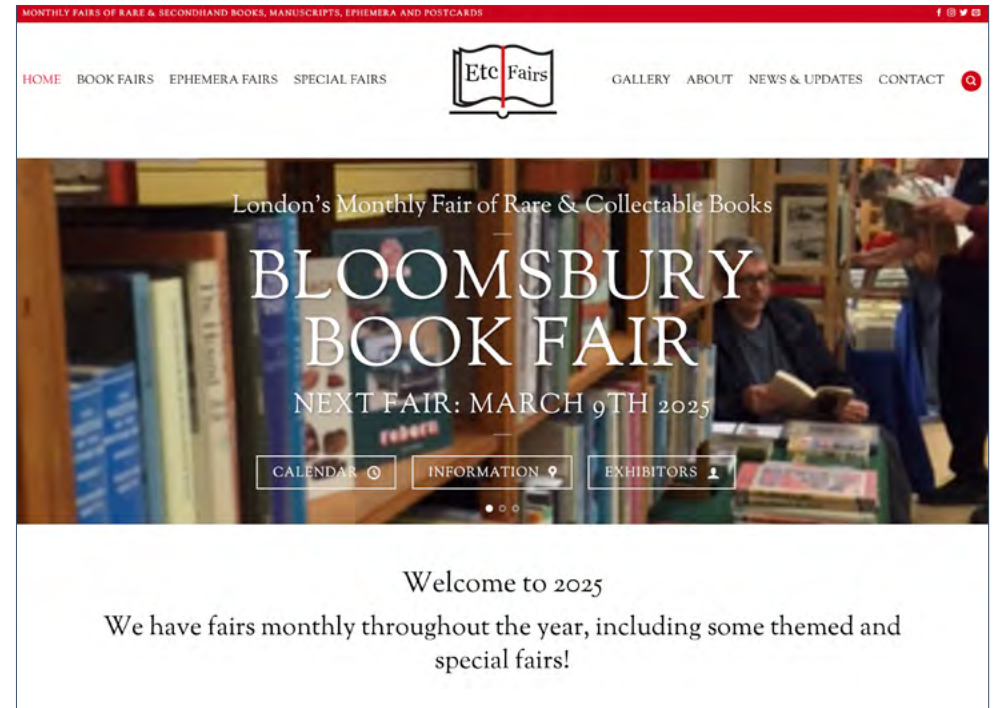 MONTHLY FAIRS OF RARE & SECONDHAND BOOKS, MANUSCRIPTS, EPHEMERA AND POSTCARDS
HOME BOOK FAIRS EPHEMERA FAIRS SPECIAL FAIRS
Etc Fairs
GALLERY ABOUT NEWS & UPDATES CONTACT
London's Monthly Fair of Rare & Collectable Books
BLOOMSBURY
BOOK FAIR
NEXT FAIR: MARCH 9TH 2025
CALENDAR INFORMATION EXHIBITORS
reborn
Welcome to 2025
We have fairs monthly throughout the year, including some themed and
special fairs!